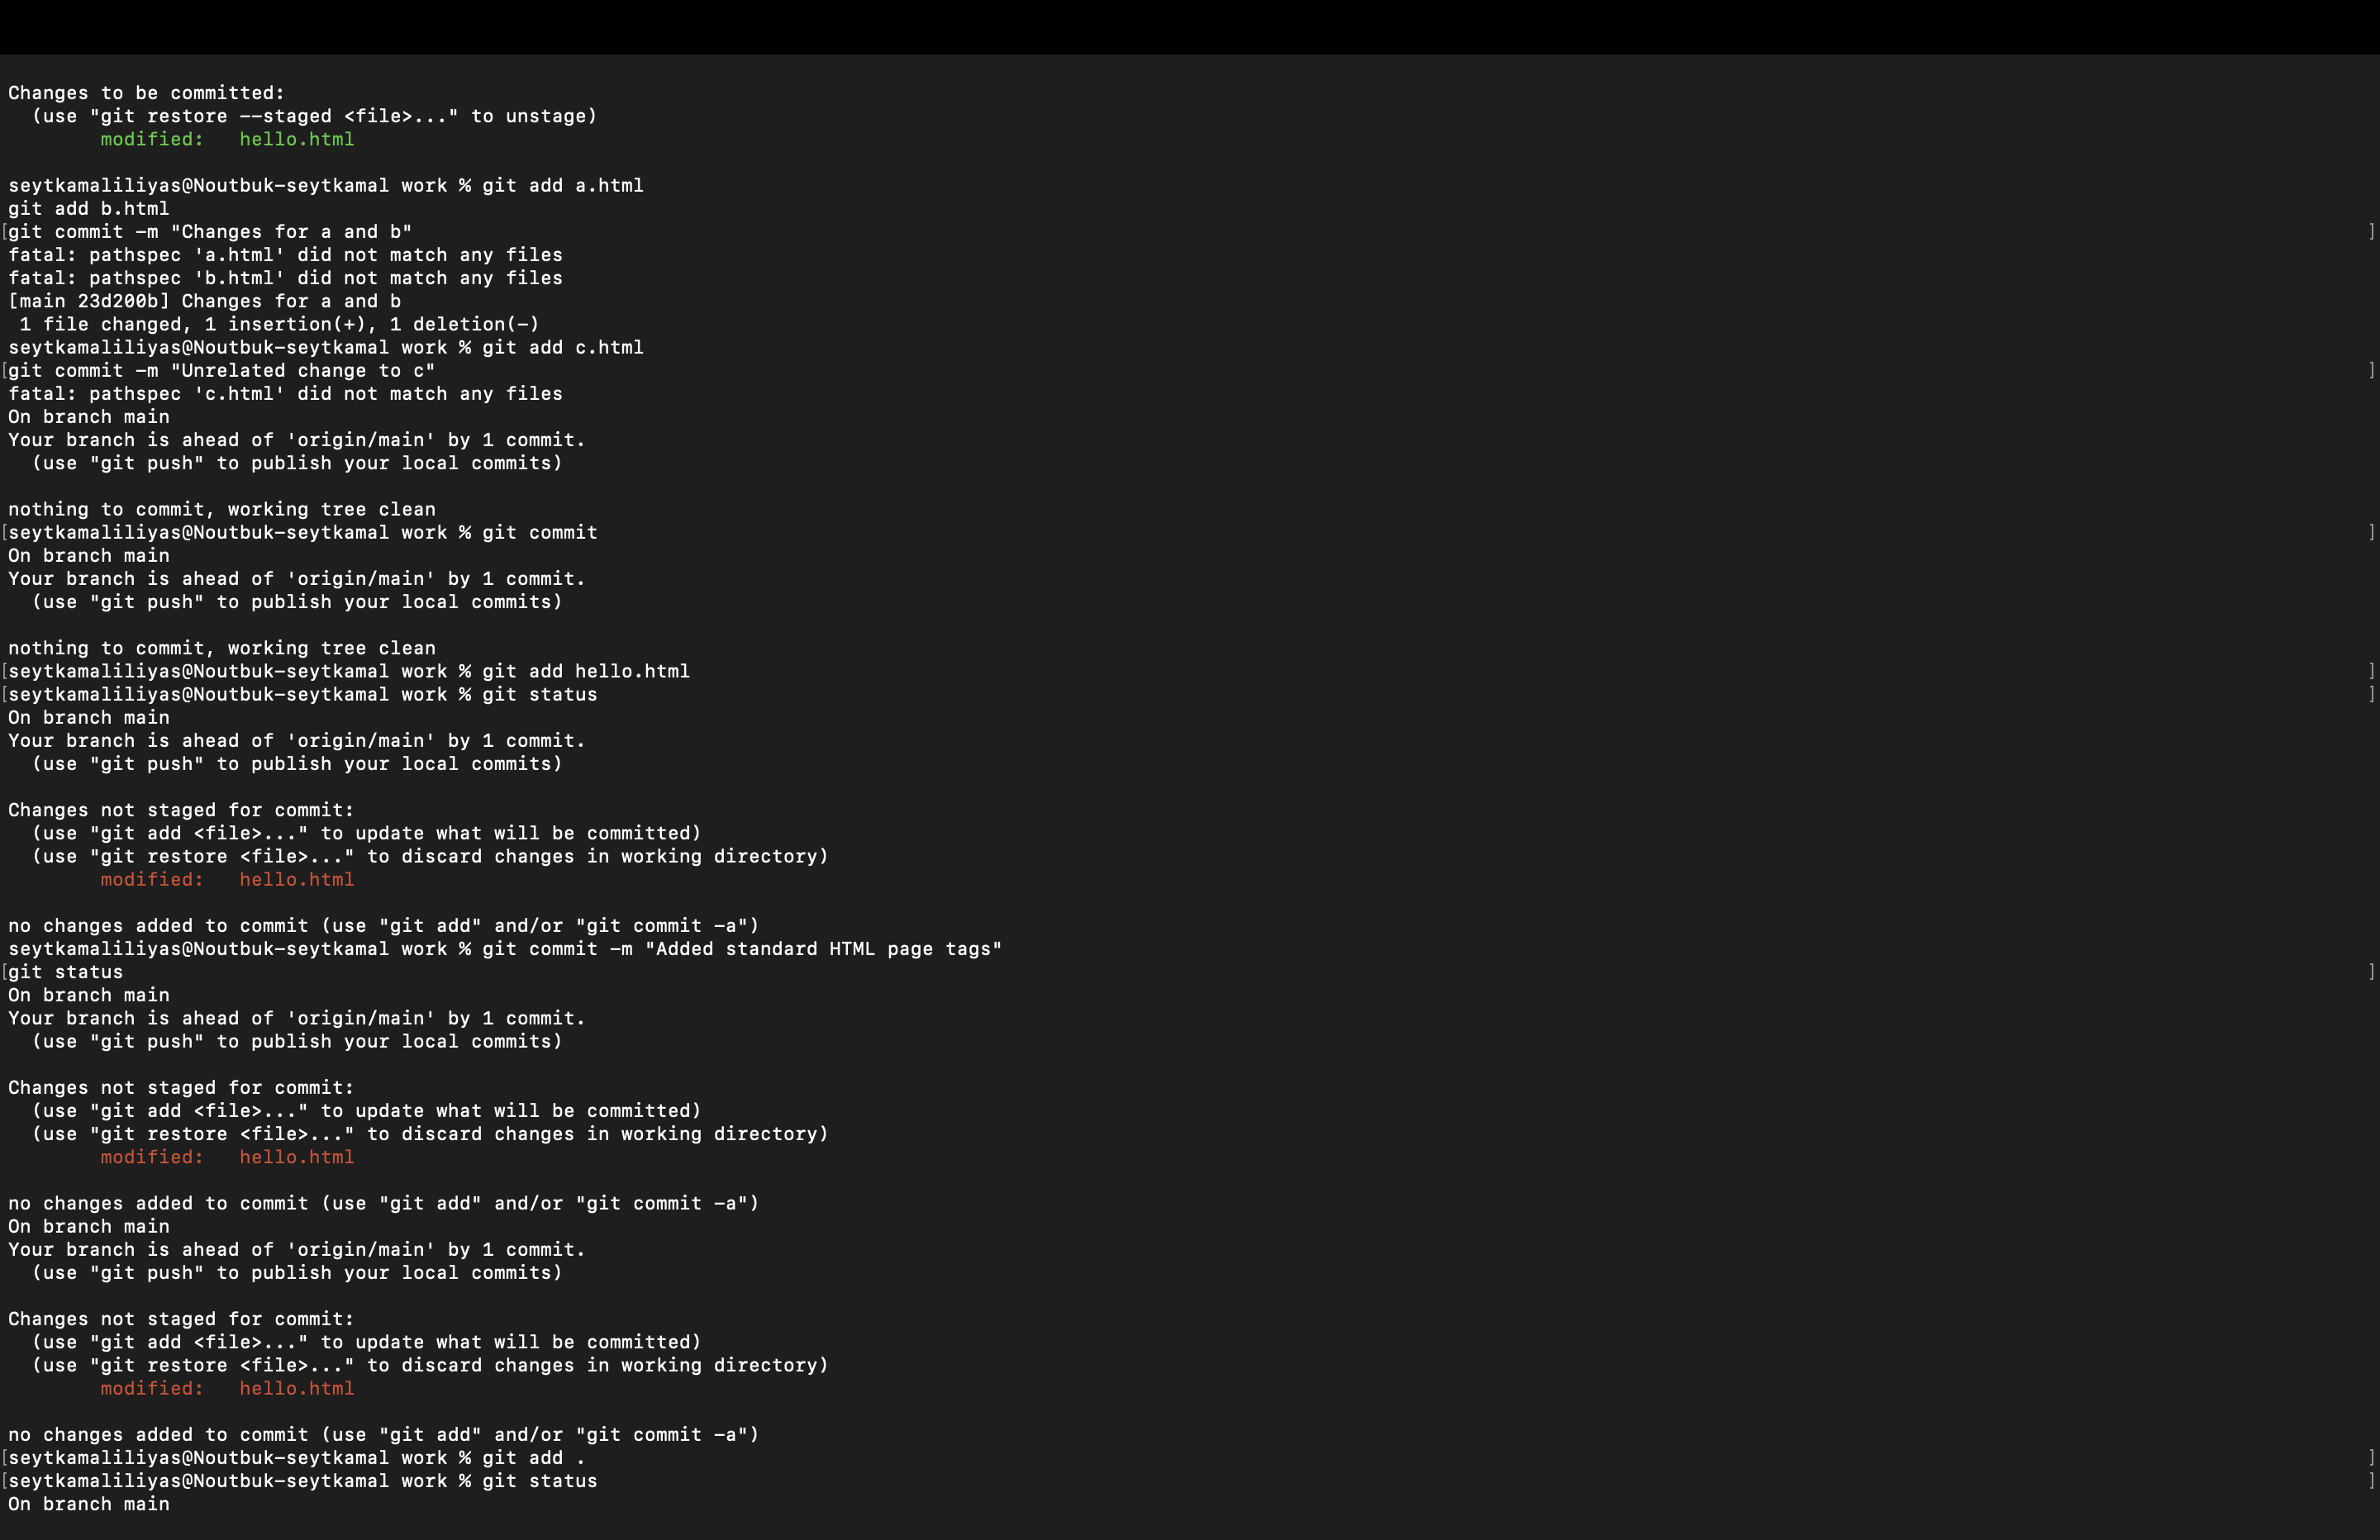 Changes to be committed:
  (use "git restore --staged <file>..." to unstage)
        modified:   hello.html

seytkamaliliyas@Noutbuk-seytkamal work % git add a.html
git add b.html
[git commit -m "Changes for a and b" ]
fatal: pathspec 'a.html' did not match any files
fatal: pathspec 'b.html' did not match any files
[main 23d200b] Changes for a and b
 1 file changed, 1 insertion(+), 1 deletion(-)
seytkamaliliyas@Noutbuk-seytkamal work % git add c.html
[git commit -m "Unrelated change to c" ]
fatal: pathspec 'c.html' did not match any files
On branch main
Your branch is ahead of 'origin/main' by 1 commit.
  (use "git push" to publish your local commits)

nothing to commit, working tree clean
[seytkamaliliyas@Noutbuk-seytkamal work % git commit ]
On branch main
Your branch is ahead of 'origin/main' by 1 commit.
  (use "git push" to publish your local commits)

nothing to commit, working tree clean
[seytkamaliliyas@Noutbuk-seytkamal work % git add hello.html ]
[seytkamaliliyas@Noutbuk-seytkamal work % git status ]
On branch main
Your branch is ahead of 'origin/main' by 1 commit.
  (use "git push" to publish your local commits)

Changes not staged for commit:
  (use "git add <file>..." to update what will be committed)
  (use "git restore <file>..." to discard changes in working directory)
        modified:   hello.html

no changes added to commit (use "git add" and/or "git commit -a")
seytkamaliliyas@Noutbuk-seytkamal work % git commit -m "Added standard HTML page tags"
[git status ]
On branch main
Your branch is ahead of 'origin/main' by 1 commit.
  (use "git push" to publish your local commits)

Changes not staged for commit:
  (use "git add <file>..." to update what will be committed)
  (use "git restore <file>..." to discard changes in working directory)
        modified:   hello.html

no changes added to commit (use "git add" and/or "git commit -a")
On branch main
Your branch is ahead of 'origin/main' by 1 commit.
  (use "git push" to publish your local commits)

Changes not staged for commit:
  (use "git add <file>..." to update what will be committed)
  (use "git restore <file>..." to discard changes in working directory)
        modified:   hello.html

no changes added to commit (use "git add" and/or "git commit -a")
[seytkamaliliyas@Noutbuk-seytkamal work % git add . ]
[seytkamaliliyas@Noutbuk-seytkamal work % git status ]
On branch main